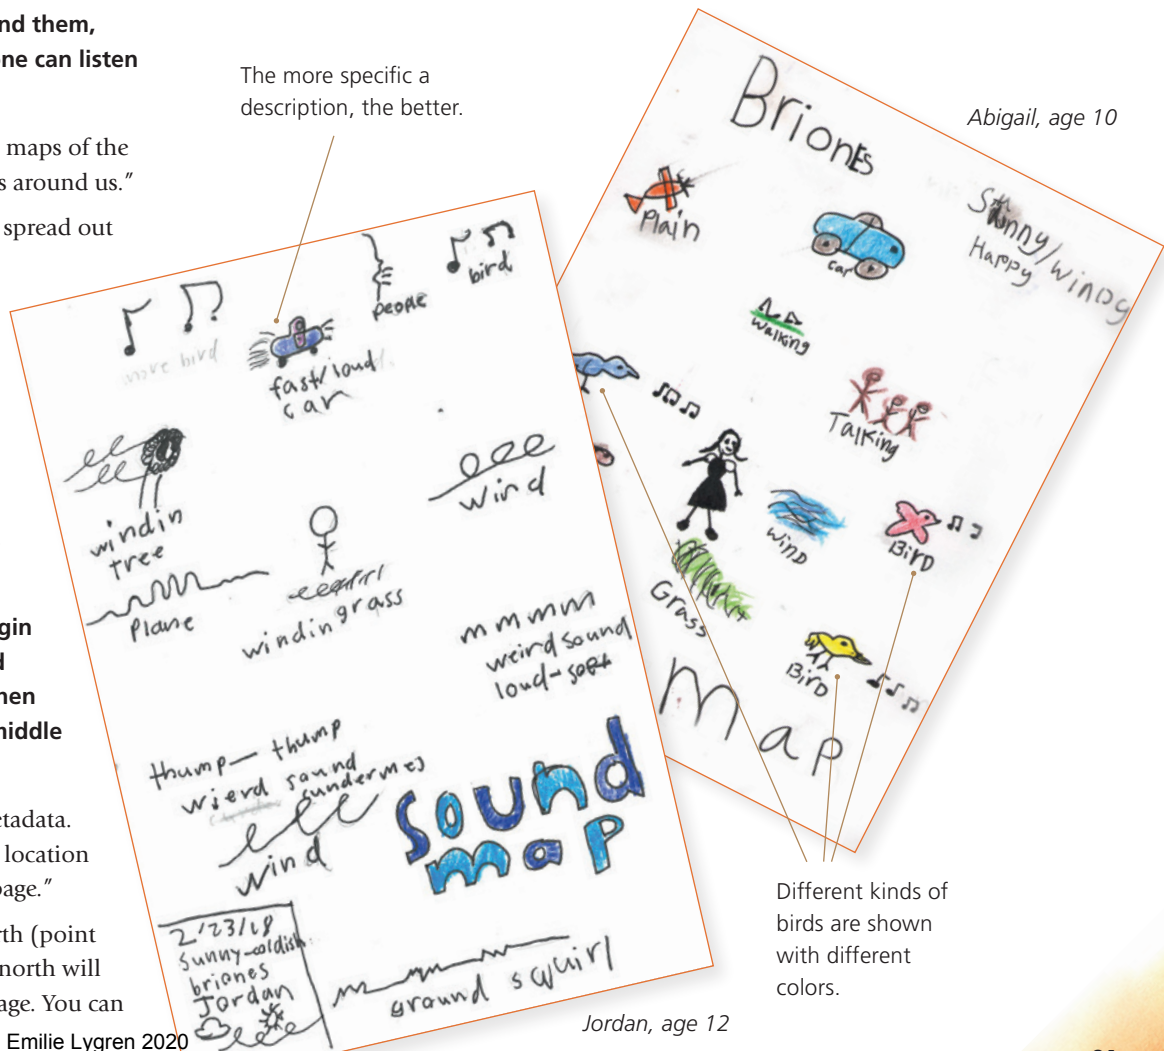 nd them,
ne can listen
maps of the
s around us."
spread out
gin
d
hen
middle
etadata.
location
page."
rth (point
north will
age. You can
Emilie Lygren 2020
The more specific a
description, the better.
Abigail, age 10
Briones
Plain
car
Sunny/Windy
Happy
Walking
Talking
Wind
Bird
Grass
Bird
Map
more bird
fast/loud
car
people
bird
wind in
tree
wind
Plane
wind in grass
mmmm
weird sound
loud-soft
thump— thump
wierd sound
wind
Sound
map
2/23/18
Sunny-coldish
briones
Jordan
ground squirl
Jordan, age 12
Different kinds of
birds are shown
with different
colors.